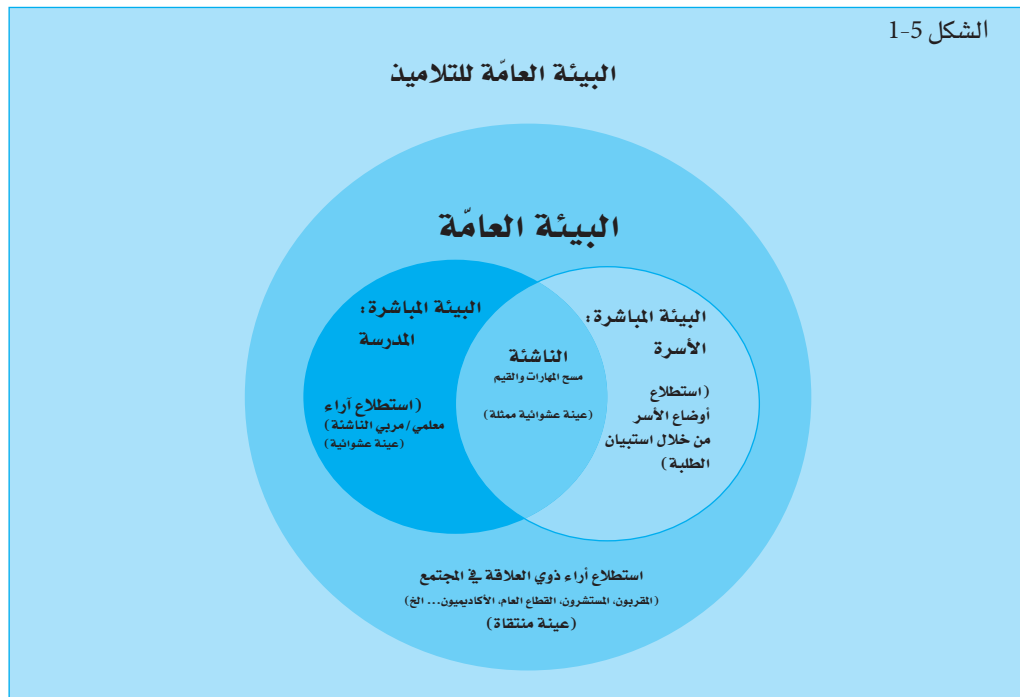 الشكل 5-1
البيئة العامّة للتلاميذ
البيئة العامّة
البيئة المباشرة:
الأسرة
(استطلاع
أوضاع الأسر
من خلال استبيان
الطلبة)
الناشئة
مسح المهارات والقيم
(عينة عشوائية ممثلة)
البيئة المباشرة:
المدرسة
(استطلاع آراء
معلمي/مربي الناشئة)
(عينة عشوائية)
استطلاع أراء ذوي العلاقة في المجتمع
(المقربون، المستشرون، القطاع العام، الأكاديميون... الخ)
(عينة منتقاة)